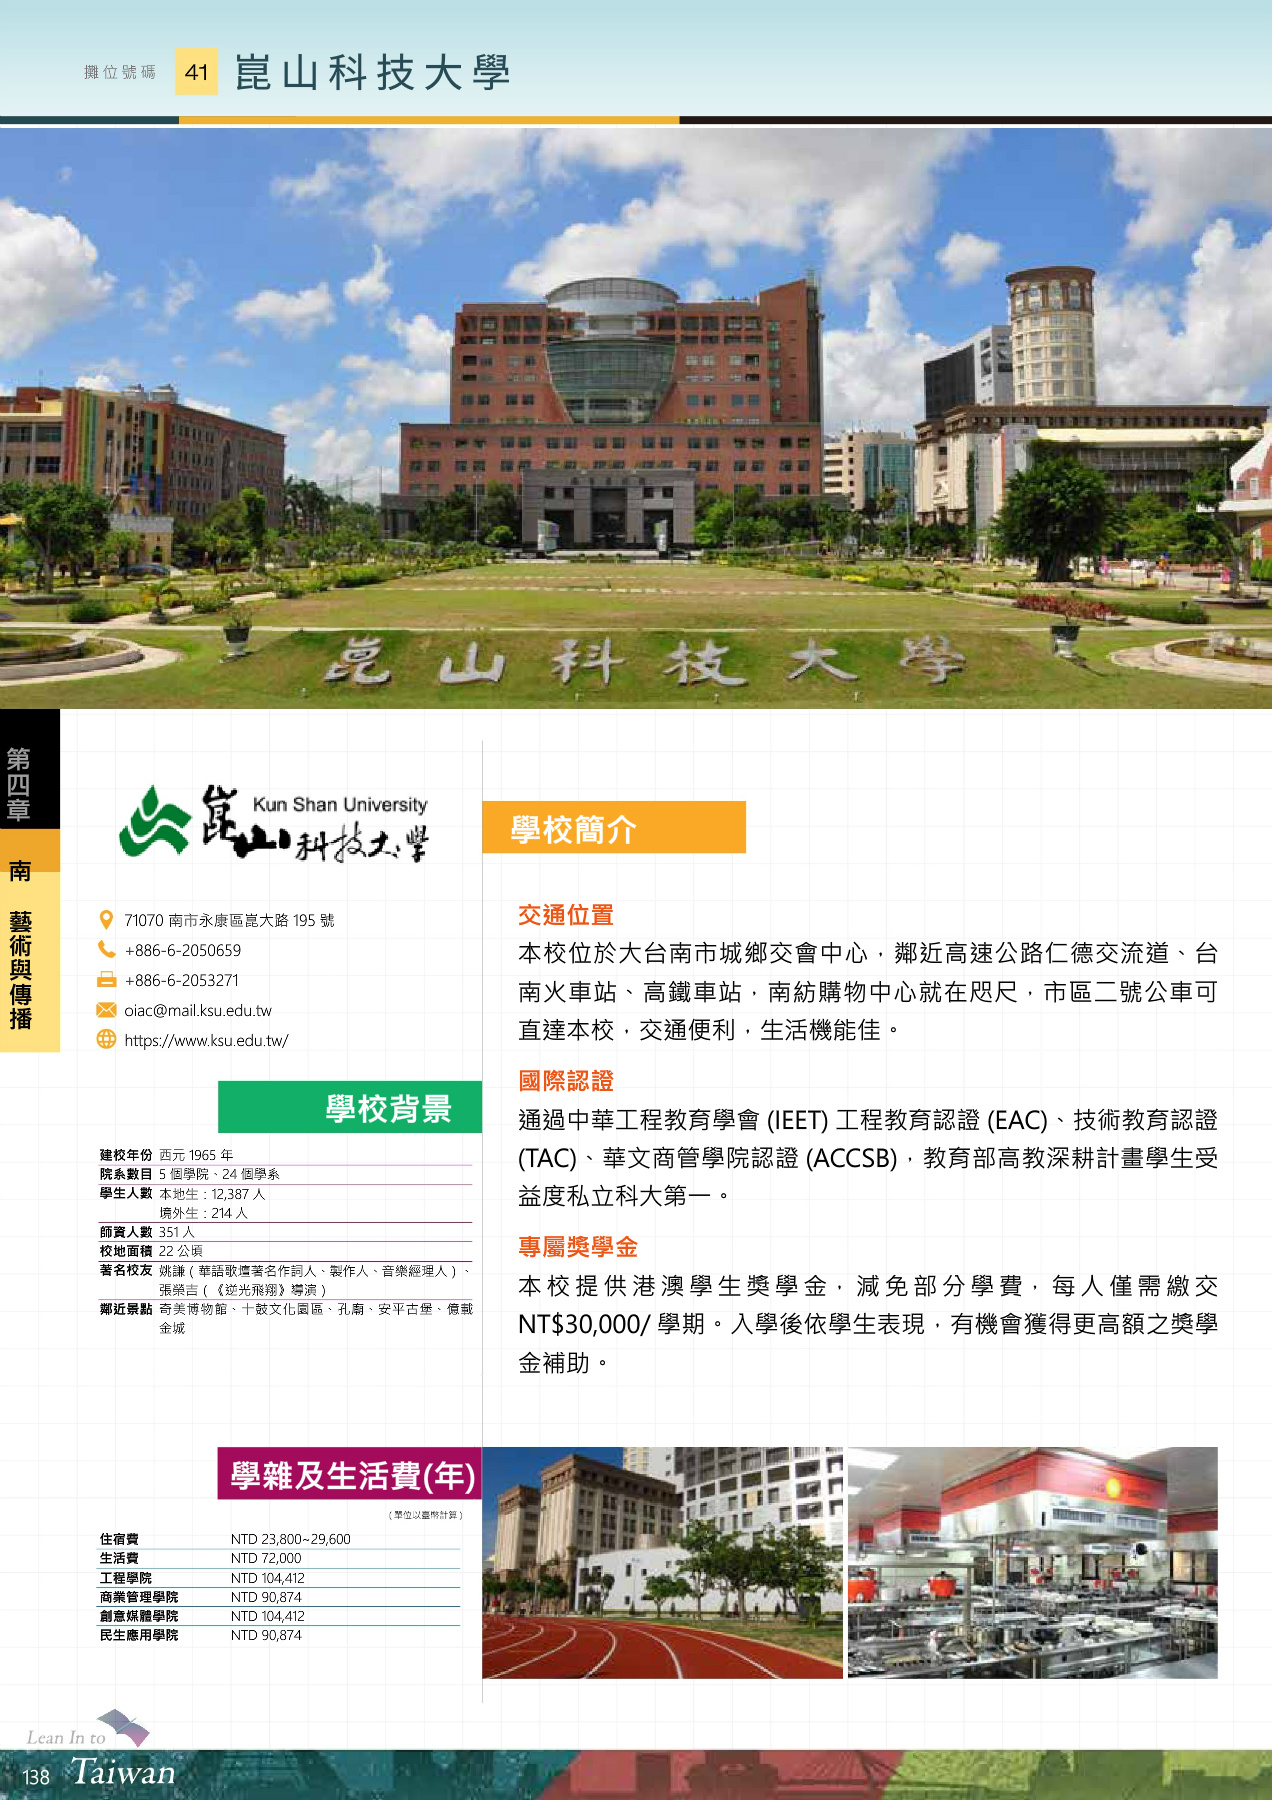 攤位號碼 41 崑山科技大學
崑山科技大學
第四章
南 藝術與傳播
Kun Shan University
崑山科技大學
71070 南市永康區崑大路 195 號
+886-6-2050659
+886-6-2053271
oiac@mail.ksu.edu.tw
https://www.ksu.edu.tw/
學校背景
建校年份 西元 1965 年
院系數目 5 個學院、24 個學系
學生人數 本地生：12,387 人
境外生：214 人
師資人數 351 人
校地面積 22 公頃
著名校友 姚謙（華語歌壇著名作詞人、製作人、音樂經理人）、
張榮吉（《逆光飛翔》導演）
鄰近景點 奇美博物館、十鼓文化園區、孔廟、安平古堡、億載
金城
學雜及生活費(年)
（單位以臺幣計算）
住宿費 NTD 23,800~29,600
生活費 NTD 72,000
工程學院 NTD 104,412
商業管理學院 NTD 90,874
創意媒體學院 NTD 104,412
民生應用學院 NTD 90,874
學校簡介
交通位置
本校位於大台南市城鄉交會中心，鄰近高速公路仁德交流道、台
南火車站、高鐵車站，南紡購物中心就在咫尺，市區二號公車可
直達本校，交通便利，生活機能佳。
國際認證
通過中華工程教育學會 (IEET) 工程教育認證 (EAC)、技術教育認證
(TAC)、華文商管學院認證 (ACCSB)，教育部高教深耕計畫學生受
益度私立科大第一。
專屬獎學金
本校提供港澳學生獎學金，減免部分學費，每人僅需繳交
NT$30,000/ 學期。入學後依學生表現，有機會獲得更高額之獎學
金補助。
Lean In to
138 Taiwan